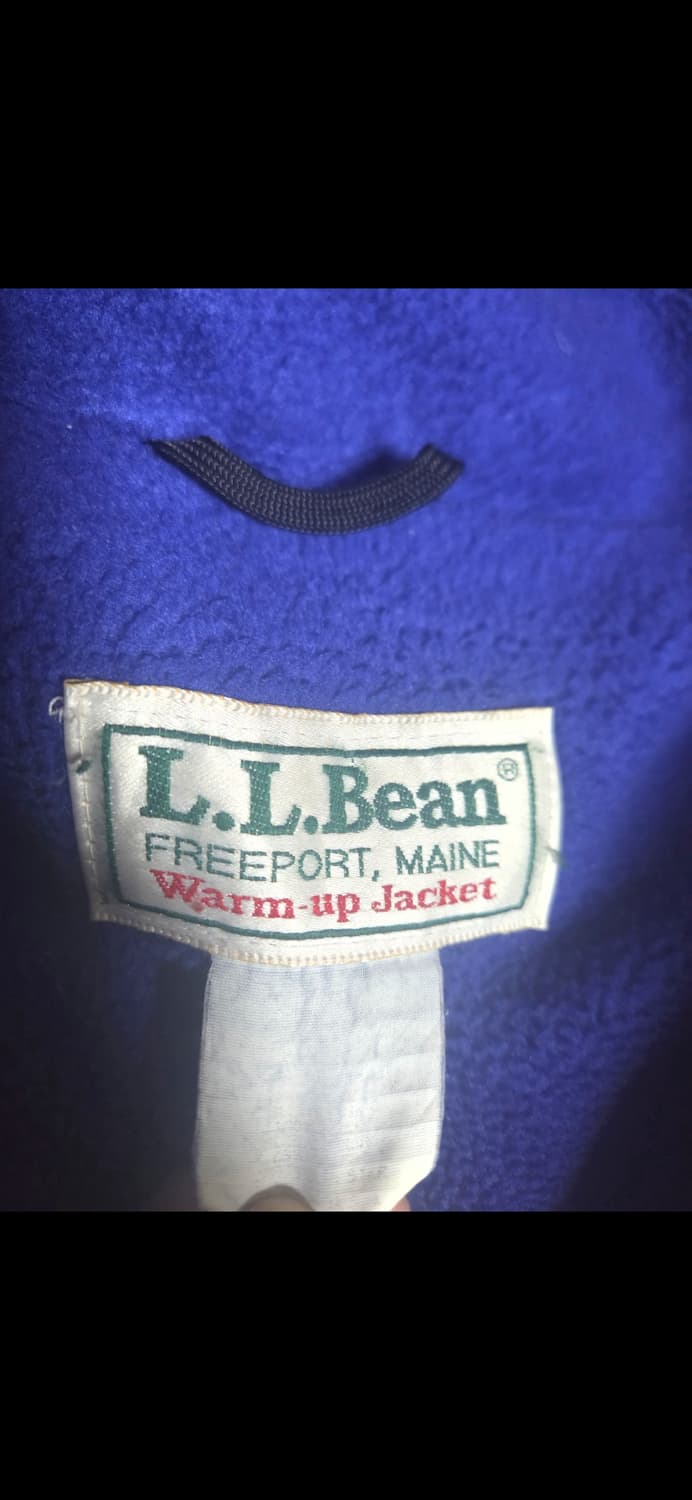 L.L.Bean®
FREEPORT, MAINE
Warm-up Jacket